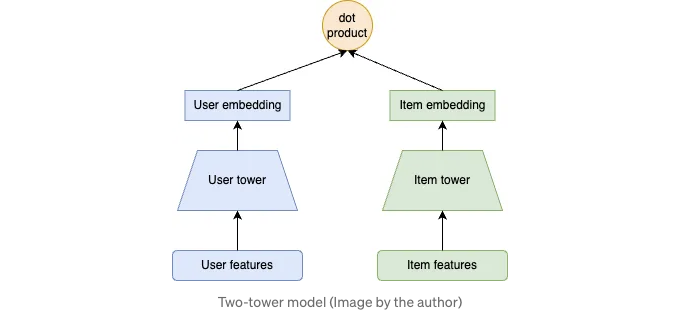 dot
product
User embedding
Item embedding
User tower
Item tower
User features
Item features
Two-tower model (Image by the author)